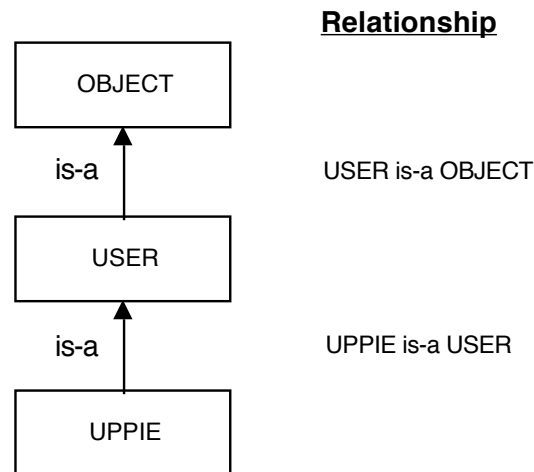 Relationship
OBJECT
is-a
USER is-a OBJECT
USER
is-a
UPPIE is-a USER
UPPIE